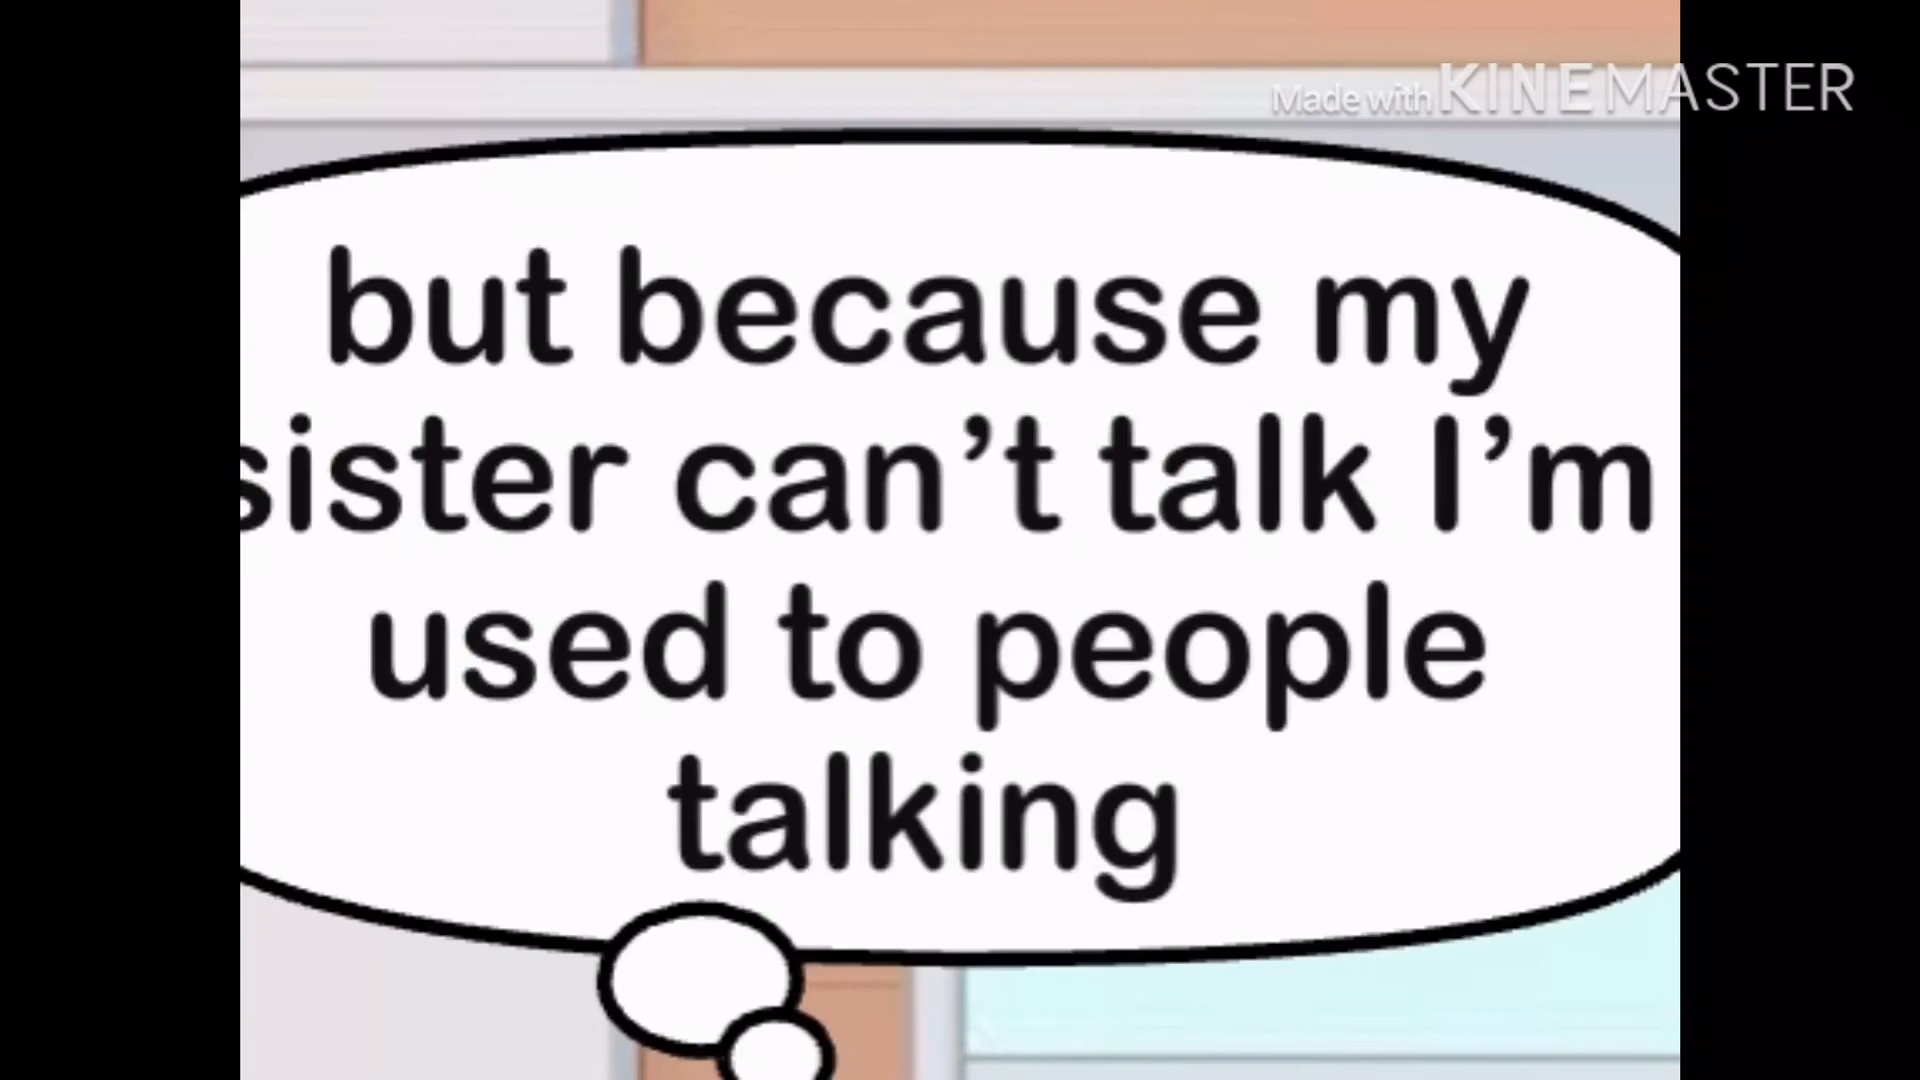 Made with KINEMASTER
but because my
sister can’t talk I’m
used to people
talking